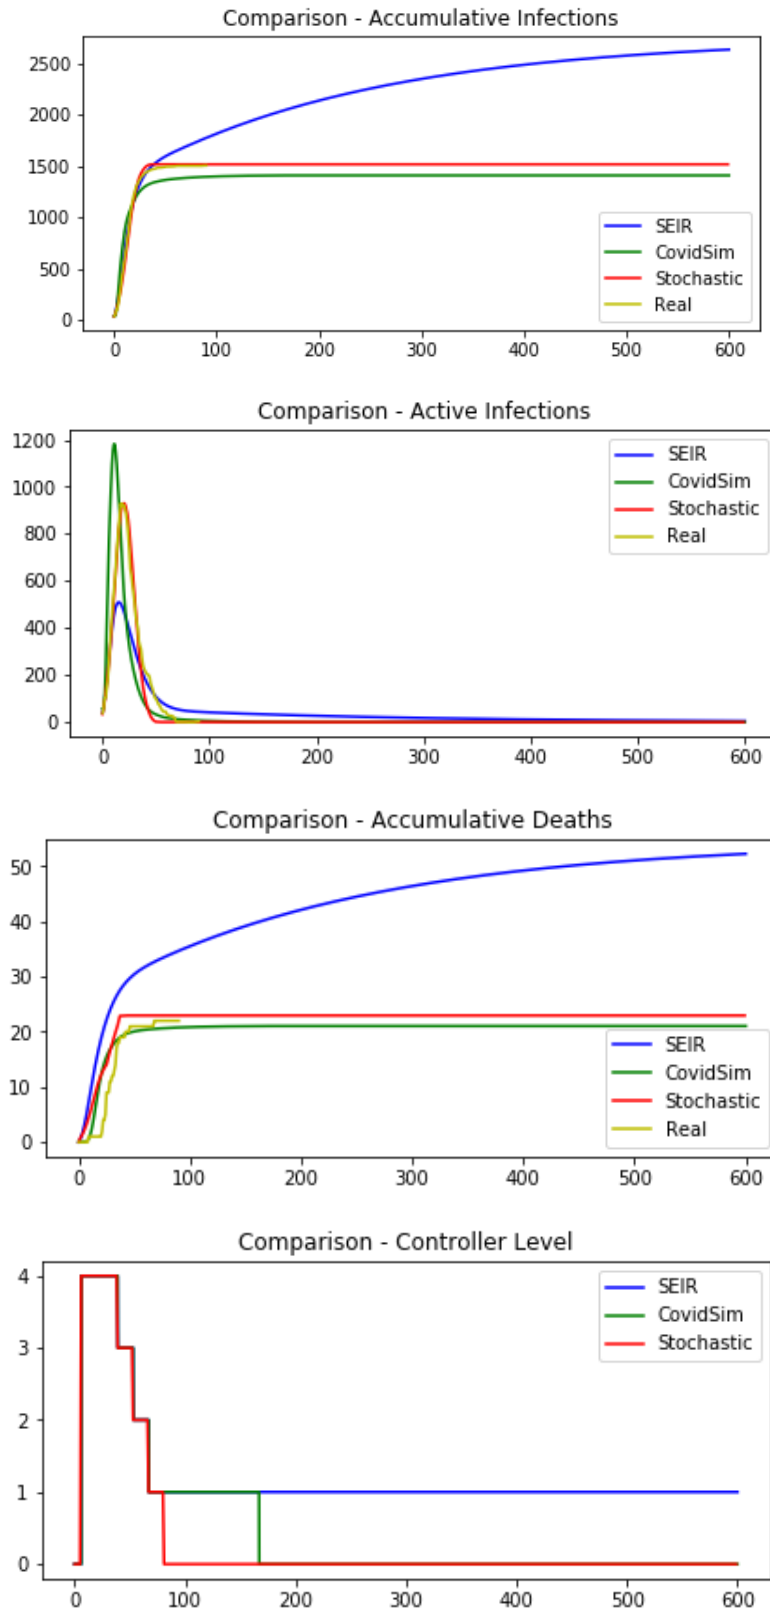 Comparison - Accumulative Infections
2500
2000
1500
1000
500
0
SEIR
CovidSim
Stochastic
Real
0 100 200 300 400 500 600
Comparison - Active Infections
1200
1000
800
600
400
200
0
SEIR
CovidSim
Stochastic
Real
0 100 200 300 400 500 600
Comparison - Accumulative Deaths
50
40
30
20
10
0
SEIR
CovidSim
Stochastic
Real
0 100 200 300 400 500 600
Comparison - Controller Level
4
3
2
1
0
SEIR
CovidSim
Stochastic
0 100 200 300 400 500 600